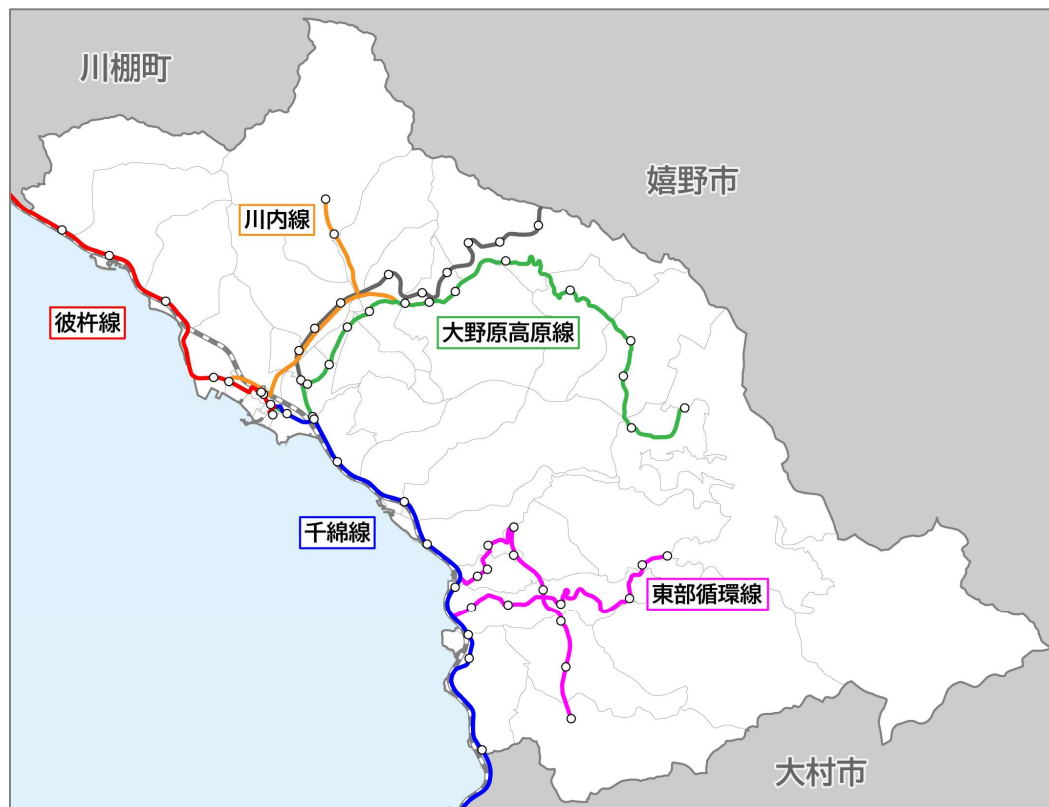 川棚町
嬉野市
川内線
彼杵線
大野原高原線
千綿線
東部循環線
大村市